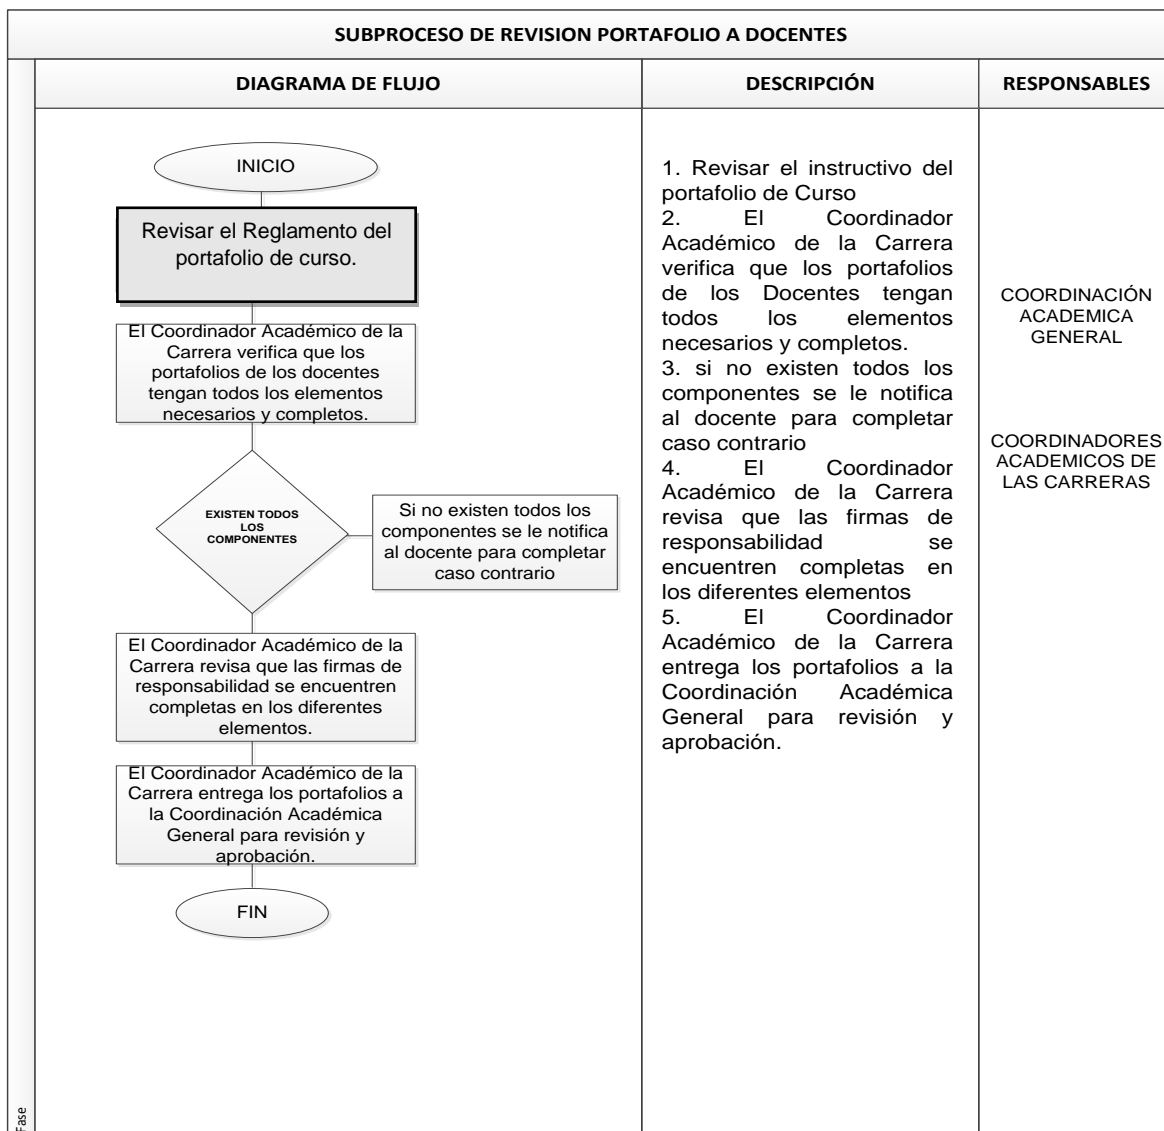 SUBPROCESO DE REVISION PORTAFOLIO A DOCENTES
DIAGRAMA DE FLUJO
DESCRIPCIÓN
RESPONSABLES
INICIO
Revisar el Reglamento del
portafolio de curso.
El Coordinador Académico de la
Carrera verifica que los
portafolios de los docentes
tengan todos los elementos
necesarios y completos.
EXISTEN TODOS
LOS
COMPONENTES
Si no existen todos los
componentes se le notifica
al docente para completar
caso contrario
El Coordinador Académico de la
Carrera revisa que las firmas de
responsabilidad se encuentren
completas en los diferentes
elementos.
El Coordinador Académico de la
Carrera entrega los portafolios a
la Coordinación Académica
General para revisión y
aprobación.
FIN
1. Revisar el instructivo del
portafolio de Curso
2. El Coordinador
Académico de la Carrera
verifica que los portafolios
de los Docentes tengan
todos los elementos
necesarios y completos.
3. si no existen todos los
componentes se le notifica
al docente para completar
caso contrario
4. El Coordinador
Académico de la Carrera
revisa que las firmas de
responsabilidad se
encuentren completas en
los diferentes elementos
5. El Coordinador
Académico de la Carrera
entrega los portafolios a la
Coordinación Académica
General para revisión y
aprobación.
COORDINACIÓN
ACADEMICA
GENERAL
COORDINADORES
ACADEMICOS DE
LAS CARRERAS
Fase